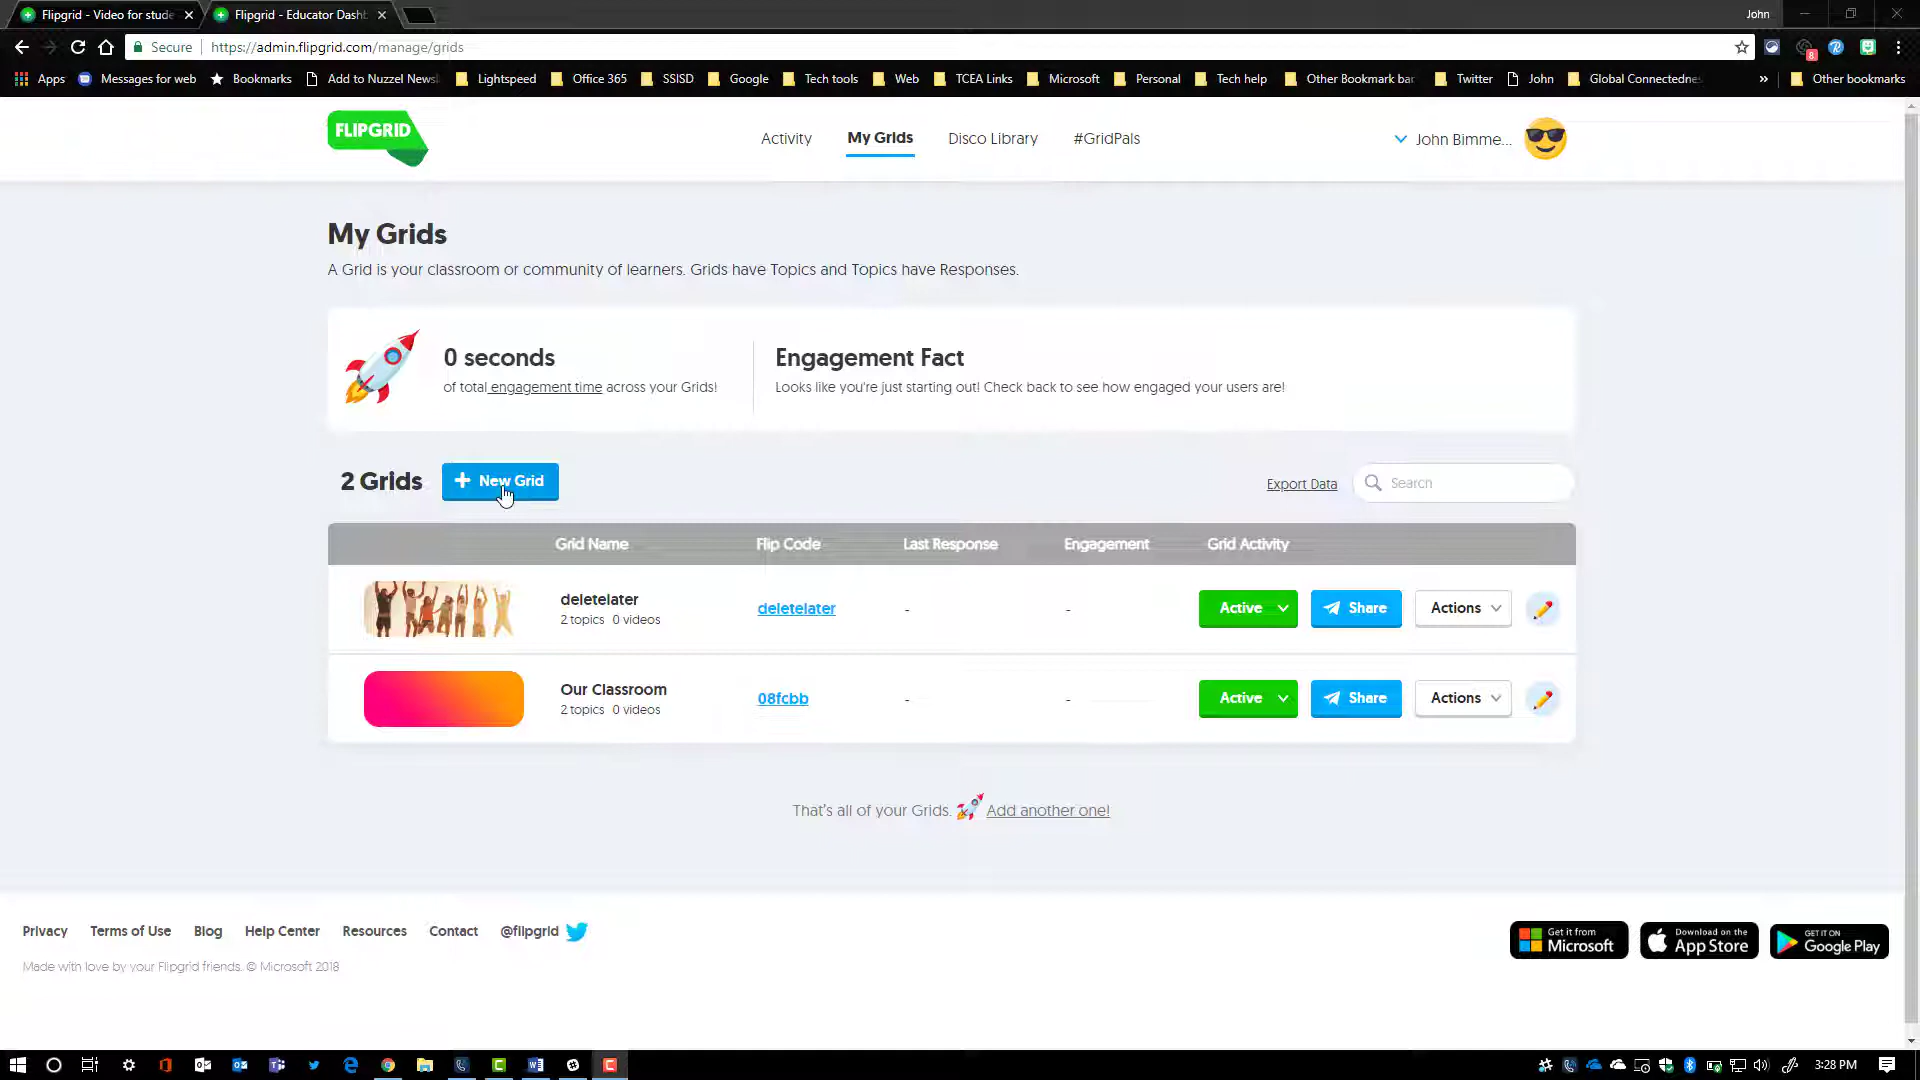 Flipgrid - Video for stude
Flipgrid - Educator Dasht
John
Secure
https://admin.flipgrid.com/manage/grids
8
Apps
Messages for web
Bookmarks
Add to Nuzzel News
Lightspeed
Office 365
SSISD
Google
Tech tools
Web
TCEA Links
Microsoft
Personal
Tech help
Other Bookmark bar
Twitter
John
Global Connectednes
»
Other bookmarks
FLIPGRID
Activity
My Grids
Disco Library
#GridPals
John Bimme...
My Grids
A Grid is your classroom or community of learners. Grids have Topics and Topics have Responses.
0 seconds
of total engagement time across your Grids!
Engagement Fact
Looks like you're just starting out! Check back to see how engaged your users are!
2 Grids
+ New Grid
Export Data
Search
Grid Name
Flip Code
Last Response
Engagement
Grid Activity
deletelater
2 topics 0 videos
deletelater
-
-
Active
Share
Actions
Our Classroom
2 topics 0 videos
08fcbb
-
-
Active
Share
Actions
That's all of your Grids. Add another one!
Privacy
Terms of Use
Blog
Help Center
Resources
Contact
@flipgrid
Made with love by your Flipgrid friends. © Microsoft 2018
Get it from
Microsoft
Download on the
App Store
GET IT ON
Google Play
3:28 PM